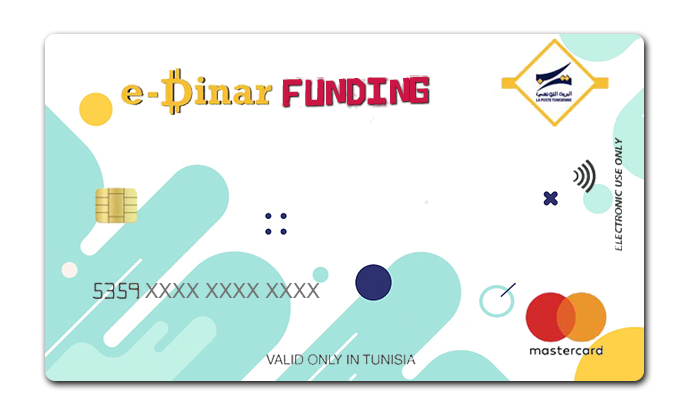 e-Dinar FUNDING
البريد التونسي
LA POSTE TUNISIENNE
ELECTRONIC USE ONLY
5359 XXXX XXXX XXXX
mastercard
VALID ONLY IN TUNISIA